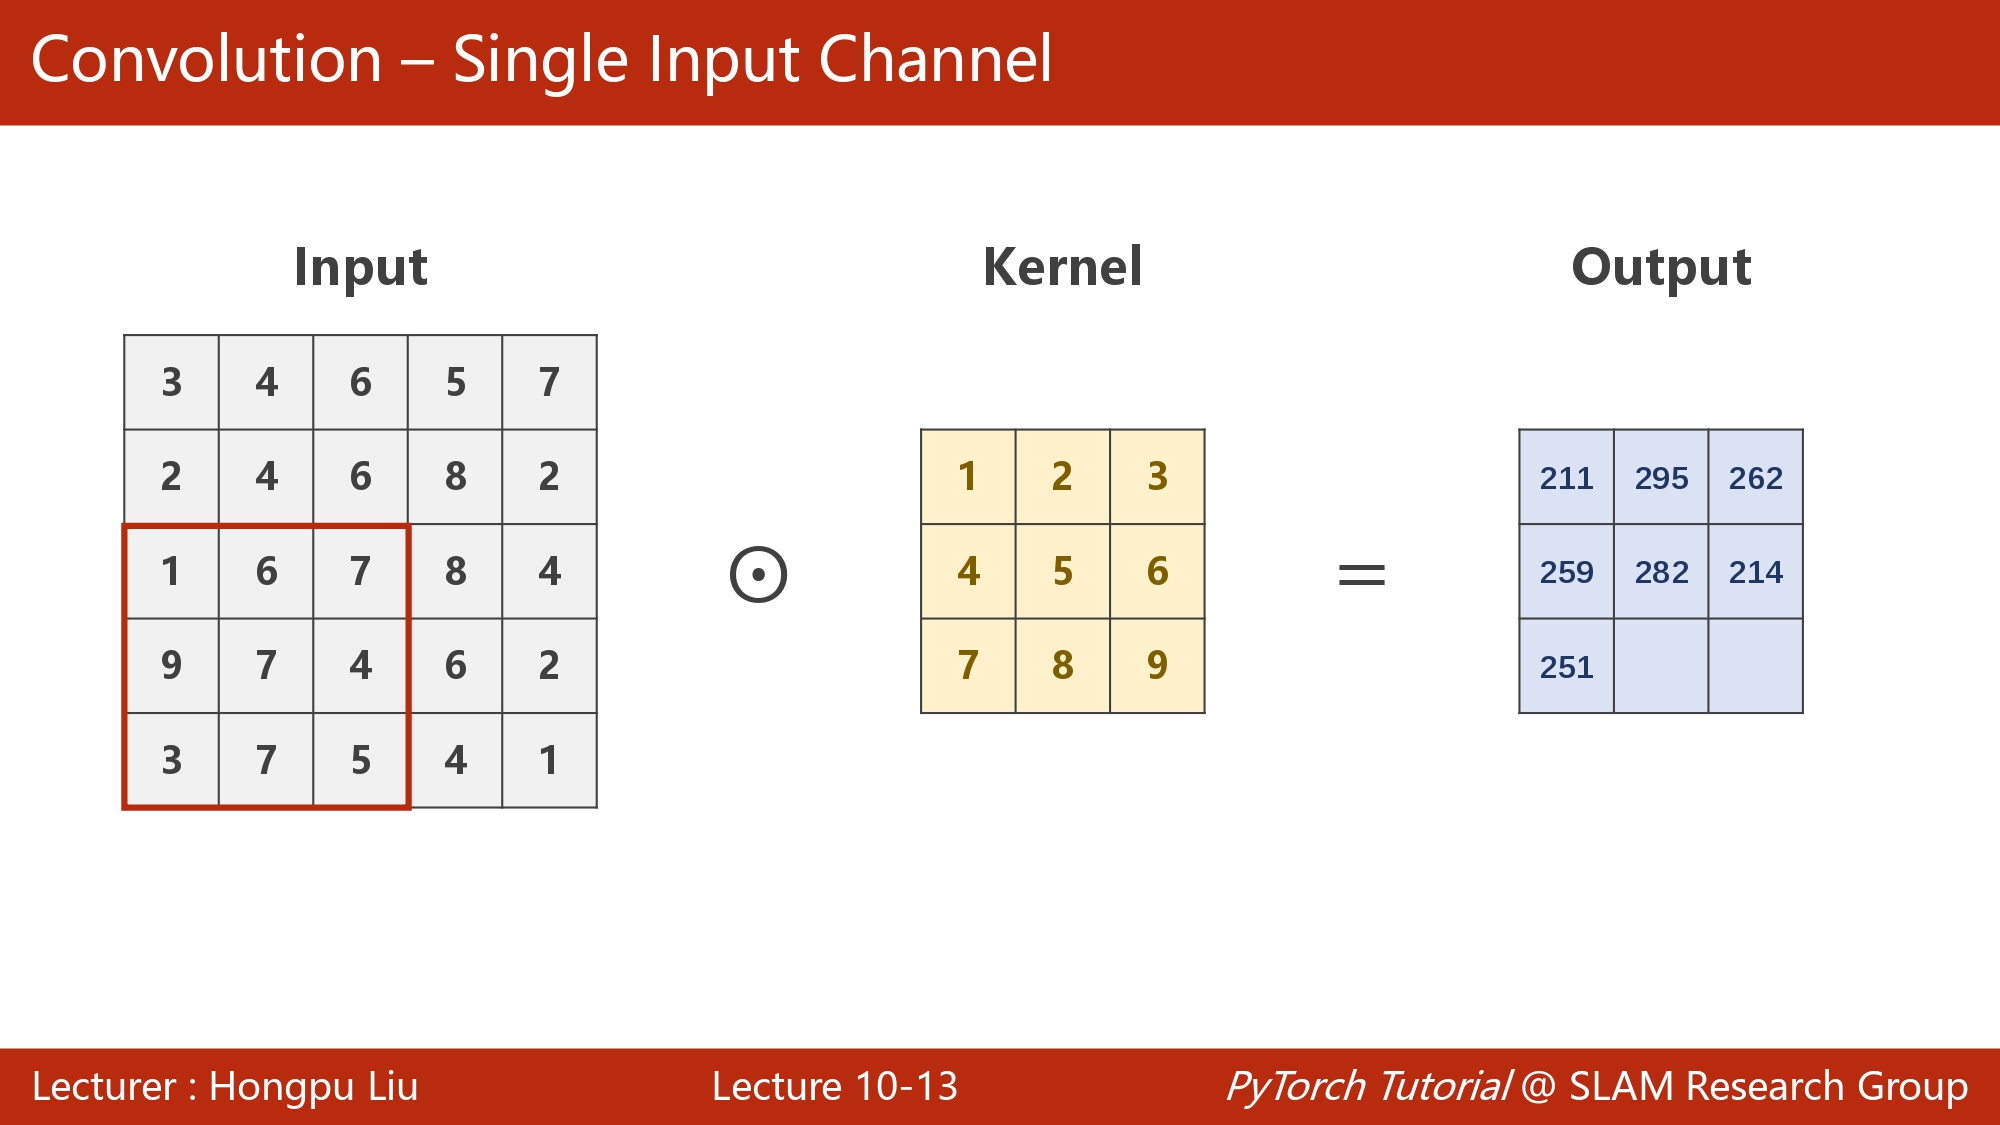 Convolution – Single Input Channel
Input
Kernel
Output
3 4 6 5 7
2 4 6 8 2
1 6 7 8 4
9 7 4 6 2
3 7 5 4 1
⊙
1 2 3
4 5 6
7 8 9
=
211 295 262
259 282 214
251
Lecturer : Hongpu Liu
Lecture 10-13
PyTorch Tutorial @ SLAM Research Group